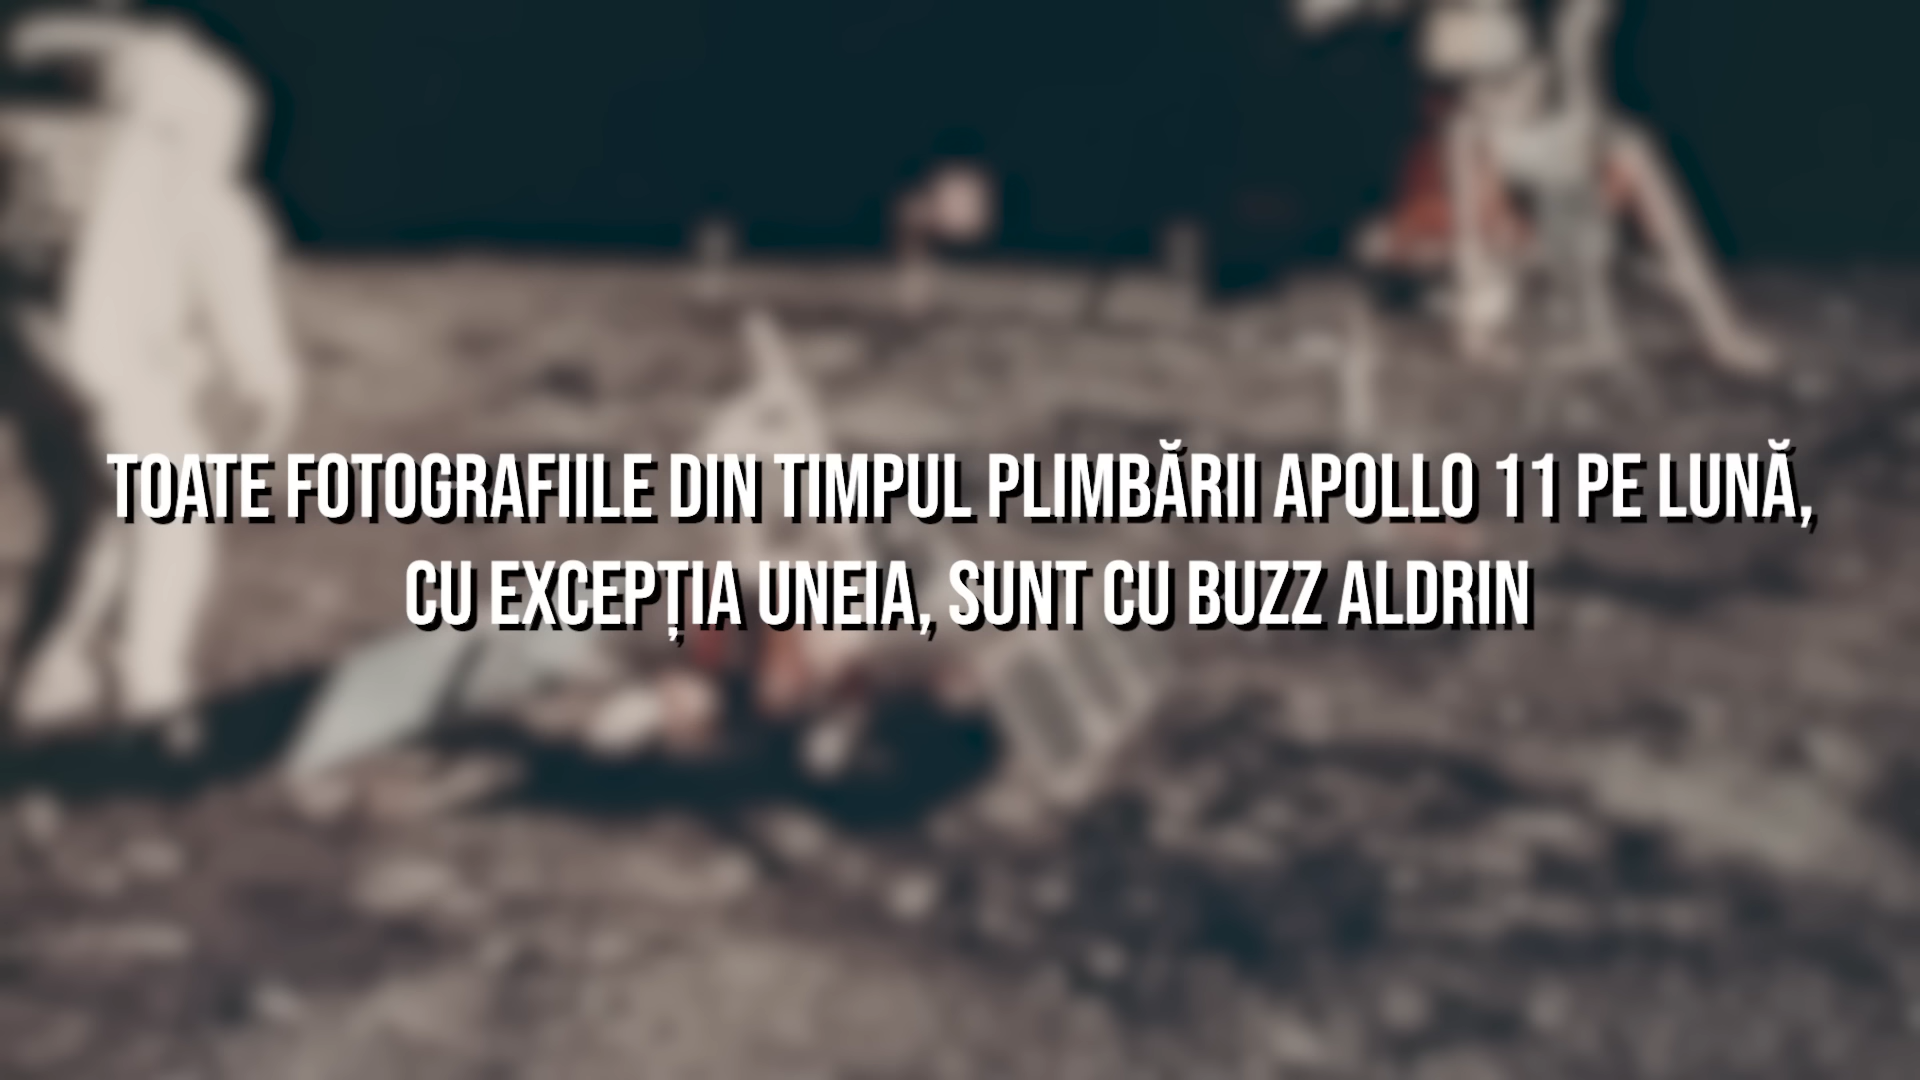 TOATE FOTOGRAFIILE DIN TIMPUL PLIMBĂRII APOLLO 11 PE LUNĂ,
CU EXCEPȚIA UNEIA, SUNT CU BUZZ ALDRIN